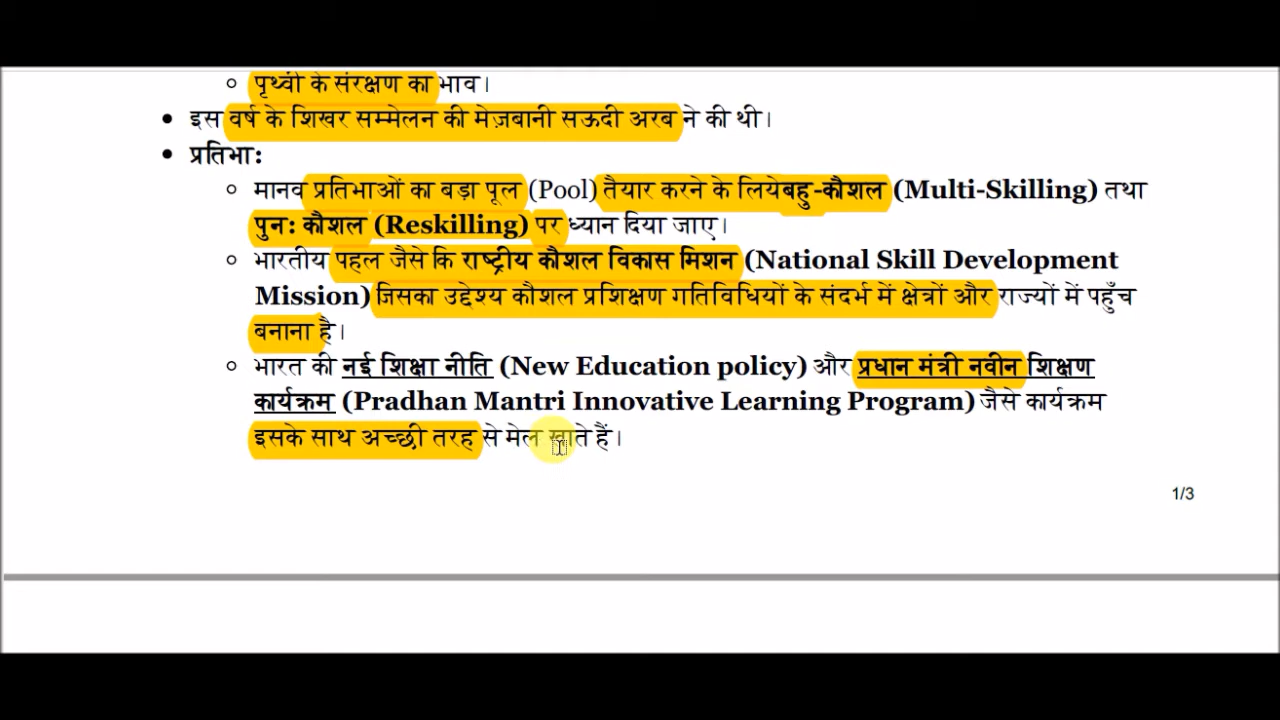 पृथ्वी के संरक्षण का भाव।
इस वर्ष के शिखर सम्मेलन की मेज़बानी सऊदी अरब ने की थी।
प्रतिभा:
मानव प्रतिभाओं का बड़ा पूल (Pool) तैयार करने के लिये बहु-कौशल (Multi-Skilling) तथा
पुन: कौशल (Reskilling) पर ध्यान दिया जाए।
भारतीय पहल जैसे कि राष्ट्रीय कौशल विकास मिशन (National Skill Development
Mission) जिसका उद्देश्य कौशल प्रशिक्षण गतिविधियों के संदर्भ में क्षेत्रों और राज्यों में पहुँच
बनाना है।
भारत की नई शिक्षा नीति (New Education policy) और प्रधान मंत्री नवीन शिक्षण
कार्यक्रम (Pradhan Mantri Innovative Learning Program) जैसे कार्यक्रम
इसके साथ अच्छी तरह से मेल खाते हैं।
1/3